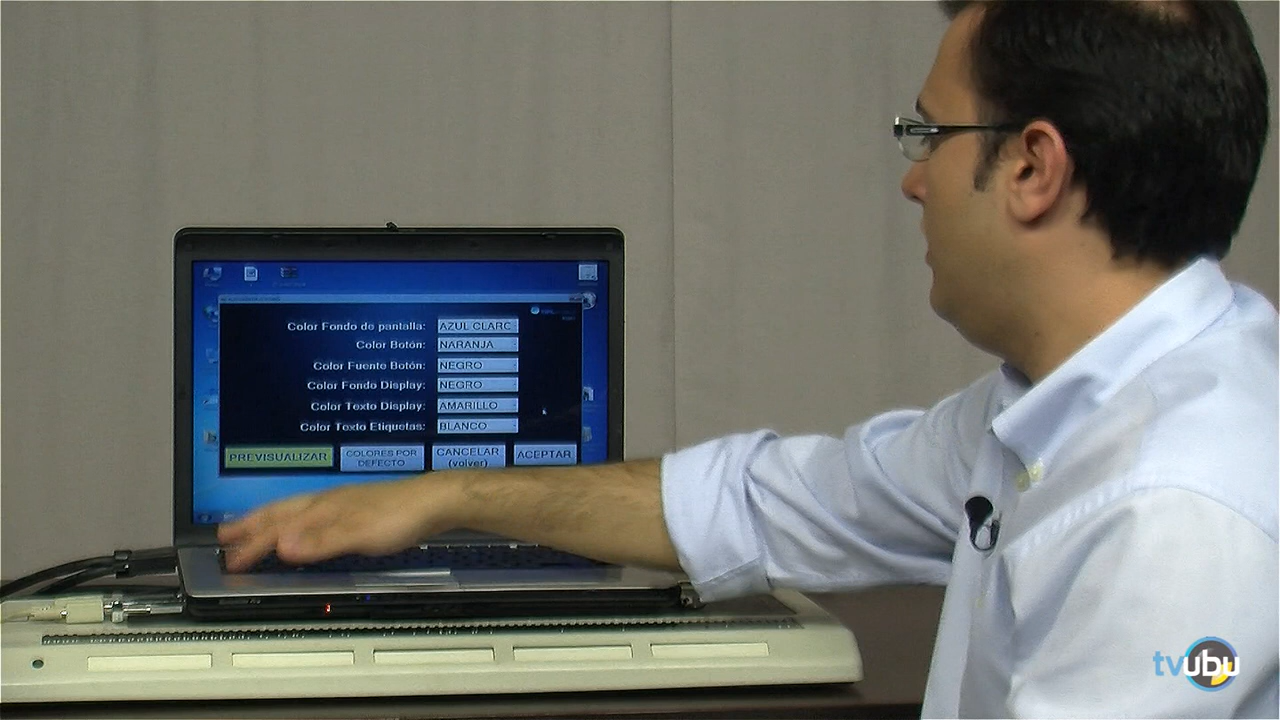 Color Fondo de pantalla: AZUL CLARO
Color Botón: NARANJA
Color Fuente Botón: NEGRO
Color Fondo Display: NEGRO
Color Texto Display: AMARILLO
Color Texto Etiquetas: BLANCO
PREVISUALIZAR
COLORES POR
DEFECTO
CANCELAR
(volver)
ACEPTAR
tvubu